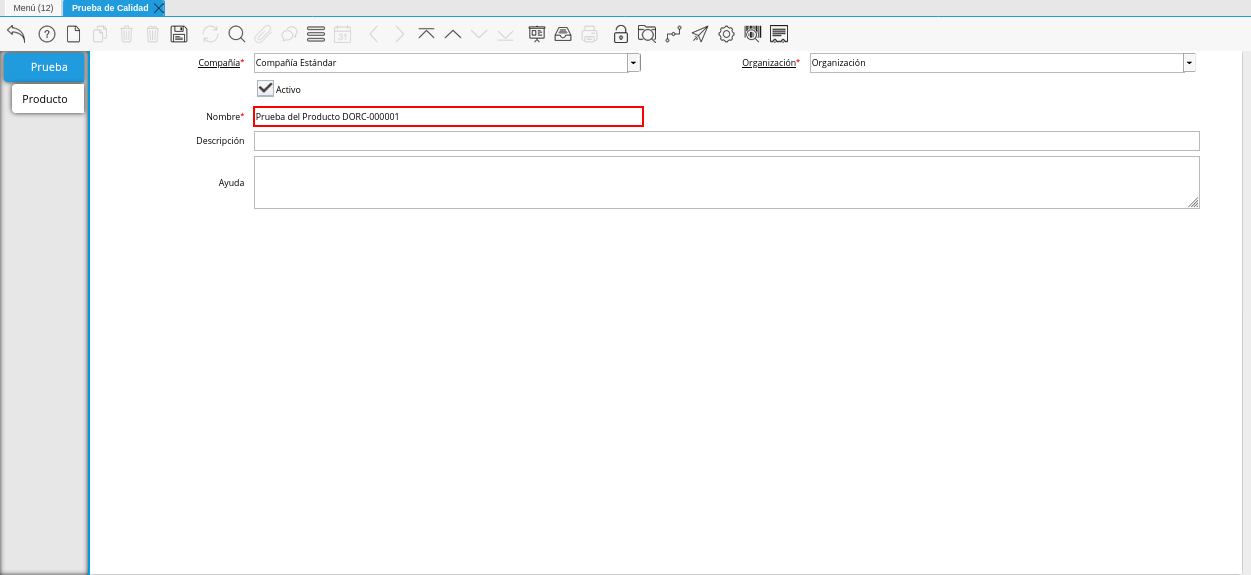 Menú (12) Prueba de Calidad
Prueba
Producto
Compañía* Compañía Estándar Organización* Organización
Activo
Nombre* Prueba del Producto DORC-000001
Descripción
Ayuda
31